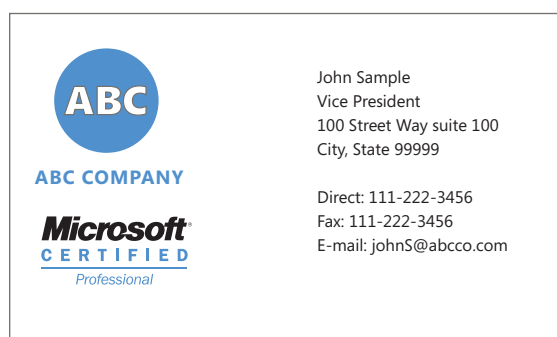 ABC
ABC COMPANY
Microsoft®
CERTIFIED
Professional
John Sample
Vice President
100 Street Way suite 100
City, State 99999
Direct: 111-222-3456
Fax: 111-222-3456
E-mail: johnS@abcco.com